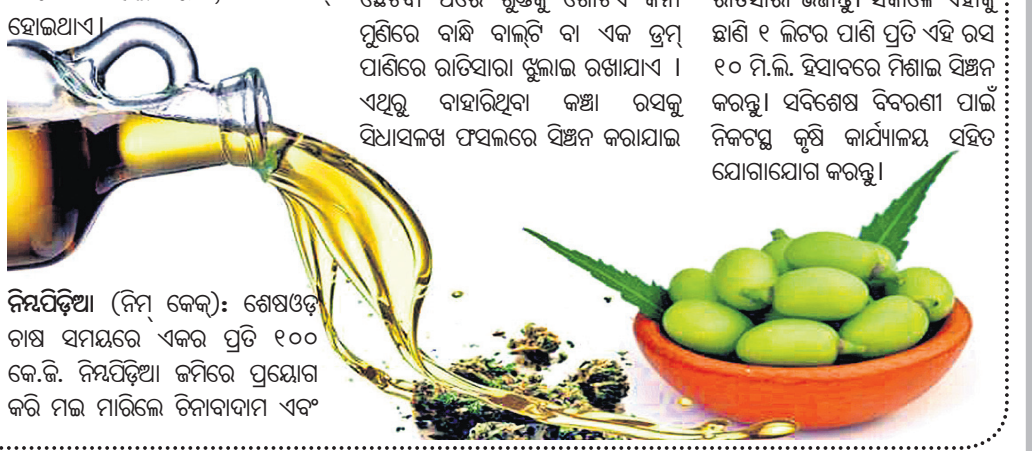 ହୋଇଥାଏ।
ନିମ୍ବପିଡ଼ିଆ (ନିମ୍ କେକ୍): ଶେଷଓଡ଼
ଚାଷ ସମୟରେ ଏକର ପ୍ରତି ୧୦୦
କେ.ଜି. ନିମ୍ବପିଡ଼ିଆ ଜମିରେ ପ୍ରୟୋଗ
କରି ମଇ ମାରିଲେ ଚିନାବାଦାମ ଏବଂ
ମୁଣିରେ ବାନ୍ଧି ବାଲ୍‌ଟି ବା ଏକ ଡ୍ରମ୍
ପାଣିରେ ରାତିସାରା ଝୁଲାଇ ରଖାଯାଏ ।
ଏଥିରୁ ବାହାରିଥିବା କଞ୍ଚା ରସକୁ
ସିଧାସଳଖ ଫସଲରେ ସିଞ୍ଚନ କରାଯାଇ
ରାତିସାରା ଭିଜାନ୍ତୁ। ସକାଳେ ଏହାକୁ
ଛାଣି ୧ ଲିଟର ପାଣି ପ୍ରତି ଏହି ରସ
୧୦ ମି.ଲି. ହିସାବରେ ମିଶାଇ ସିଞ୍ଚନ
କରନ୍ତୁ। ସବିଶେଷ ବିବରଣୀ ପାଇଁ
ନିକଟସ୍ଥ କୃଷି କାର୍ଯ୍ୟାଳୟ ସହିତ
ଯୋଗାଯୋଗ କରନ୍ତୁ।